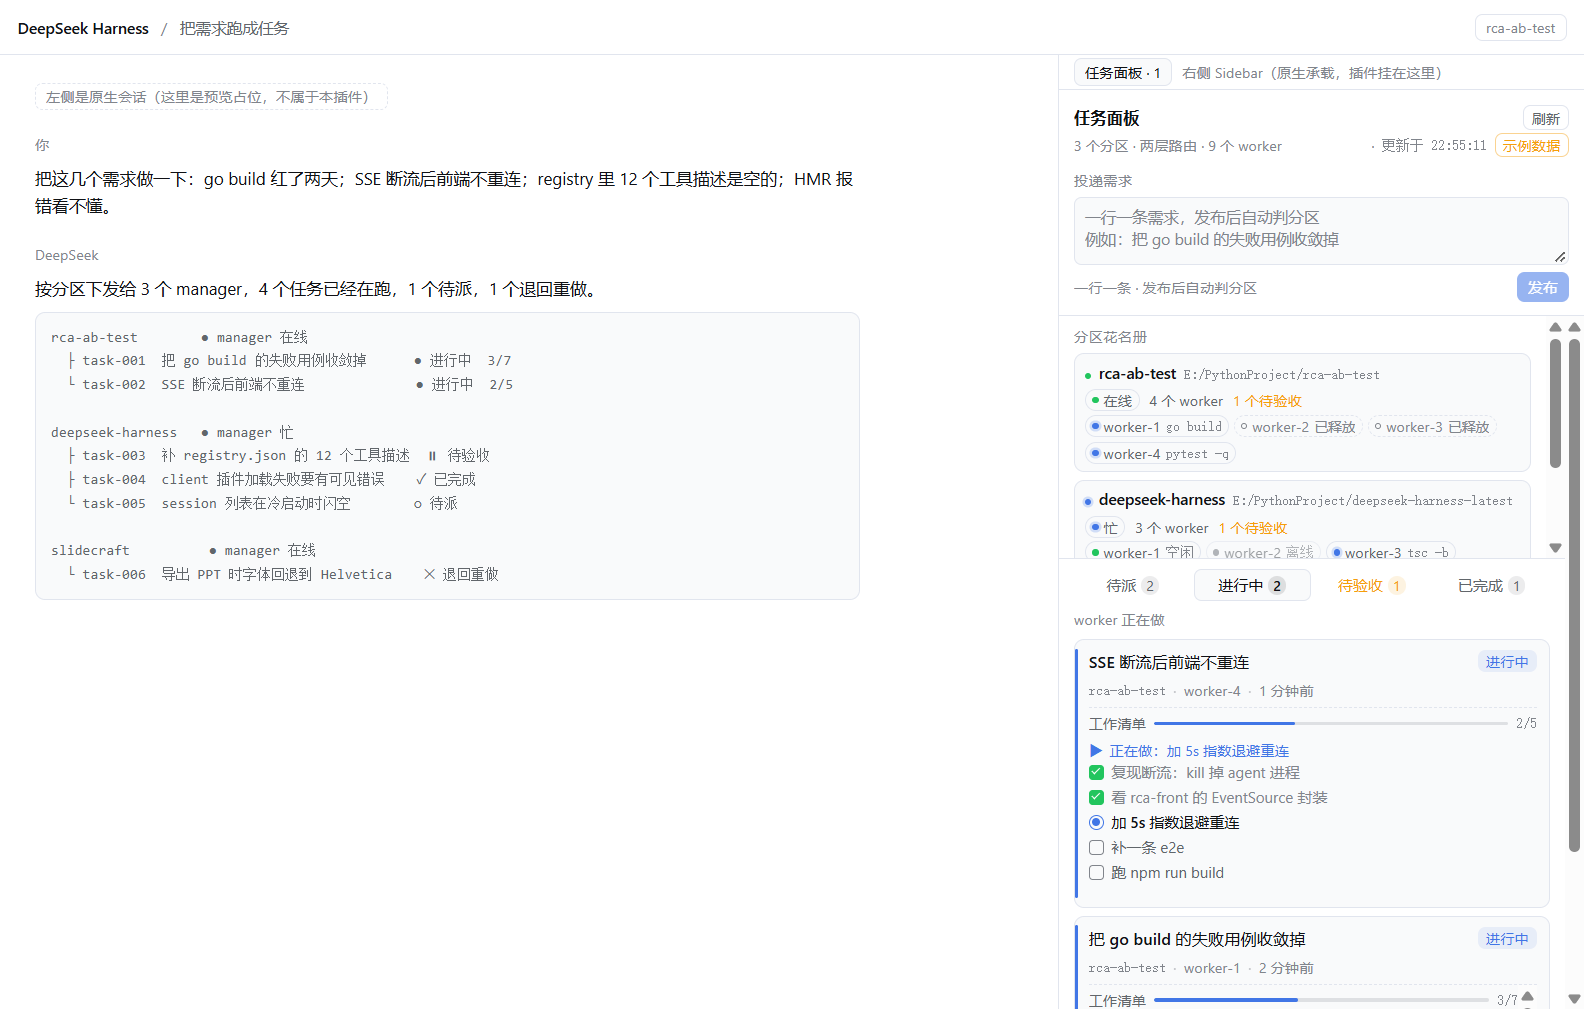 DeepSeek Harness / 把需求跑成任务
rca-ab-test
左侧是原生会话（这里是预览占位，不属于本插件）
你
把这几个需求做一下：go build 红了两天；SSE 断流后前端不重连；registry 里 12 个工具描述是空的；HMR 报
错看不懂。
DeepSeek
按分区下发给 3 个 manager，4 个任务已经在跑，1 个待派，1 个退回重做。
rca-ab-test ● manager 在线
├ task-001 把 go build 的失败用例收敛掉 ● 进行中 3/7
└ task-002 SSE 断流后前端不重连 ● 进行中 2/5
deepseek-harness ● manager 忙
├ task-003 补 registry.json 的 12 个工具描述 ⏸ 待验收
├ task-004 client 插件加载失败要有可见错误 ✓ 已完成
└ task-005 session 列表在冷启动时闪空 ○ 待派
slidecraft ● manager 在线
└ task-006 导出 PPT 时字体回退到 Helvetica ✕ 退回重做
任务面板 · 1 右侧 Sidebar（原生承载，插件挂在这里）
任务面板
刷新
3 个分区 · 两层路由 · 9 个 worker
· 更新于 22:55:11 示例数据
投递需求
一行一条需求，发布后自动判分区
例如：把 go build 的失败用例收敛掉
一行一条 · 发布后自动判分区
发布
分区花名册
rca-ab-test E:/PythonProject/rca-ab-test
在线 4 个 worker 1 个待验收
worker-1 go build worker-2 已释放 worker-3 已释放
worker-4 pytest -q
deepseek-harness E:/PythonProject/deepseek-harness-latest
忙 3 个 worker 1 个待验收
worker-1 空闲 worker-2 离线 worker-3 tsc -b
待派 2 进行中 2 待验收 1 已完成 1
worker 正在做
SSE 断流后前端不重连
进行中
rca-ab-test · worker-4 · 1 分钟前
工作清单 2/5
▶ 正在做：加 5s 指数退避重连
复现断流：kill 掉 agent 进程
看 rca-front 的 EventSource 封装
加 5s 指数退避重连
补一条 e2e
跑 npm run build
把 go build 的失败用例收敛掉
进行中
rca-ab-test · worker-1 · 2 分钟前
工作清单 3/7